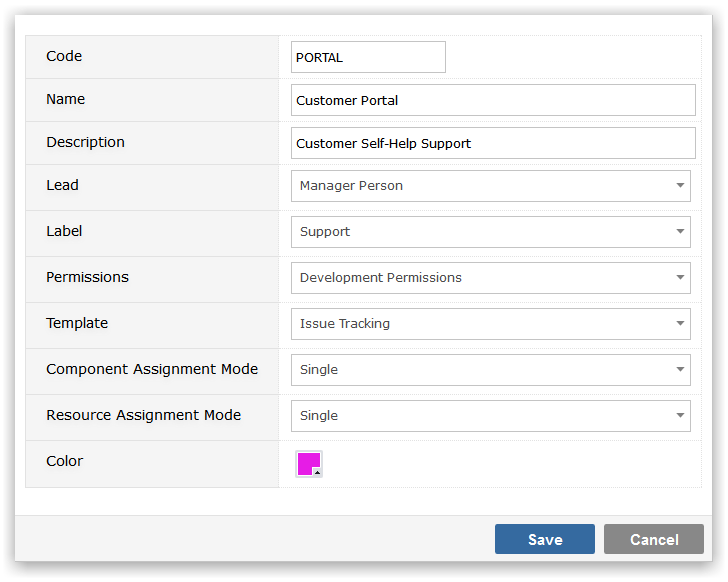 Code PORTAL
Name Customer Portal
Description Customer Self-Help Support
Lead Manager Person
Label Support
Permissions Development Permissions
Template Issue Tracking
Component Assignment Mode Single
Resource Assignment Mode Single
Color
Save Cancel